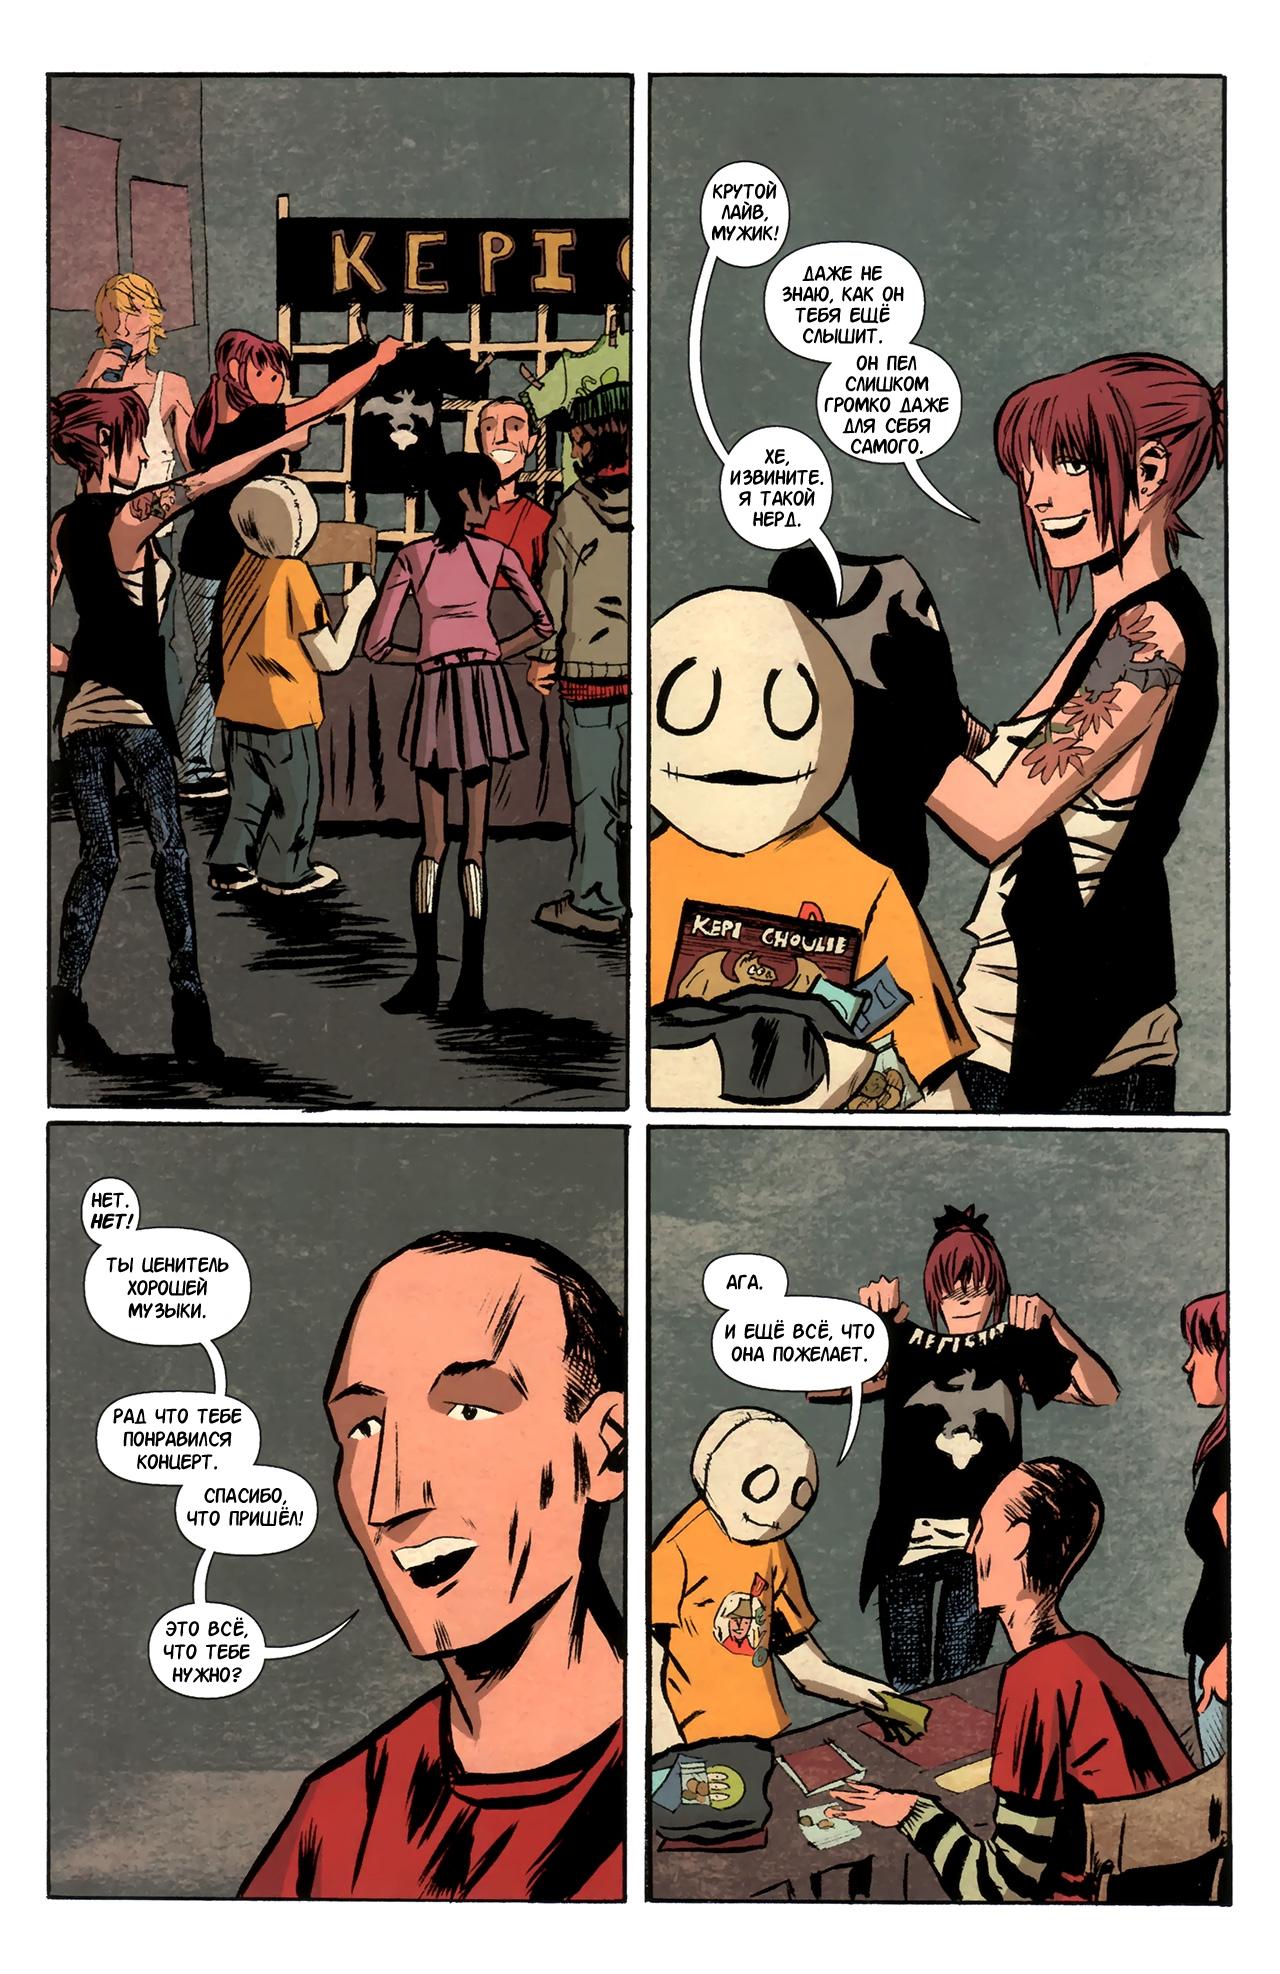 KEPI
КРУТОЙ
ЛАЙВ,
МУЖИК!
ДАЖЕ НЕ
ЗНАЮ, КАК ОН
ТЕБЯ ЕЩЁ
СЛЫШИТ.
ОН ПЕЛ
СЛИШКОМ
ГРОМКО ДАЖЕ
ДЛЯ СЕБЯ
САМОГО.
ХЕ,
ИЗВИНИТЕ.
Я ТАКОЙ
НЕРД.
KEPI GHOULIE
НЕТ.
НЕТ!
ТЫ ЦЕНИТЕЛЬ
ХОРОШЕЙ
МУЗЫКИ.
РАД ЧТО ТЕБЕ
ПОНРАВИЛСЯ
КОНЦЕРТ.
СПАСИБО,
ЧТО ПРИШЁЛ!
ЭТО ВСЁ,
ЧТО ТЕБЕ
НУЖНО?
АГА.
И ЕЩЁ ВСЁ, ЧТО
ОНА ПОЖЕЛАЕТ.